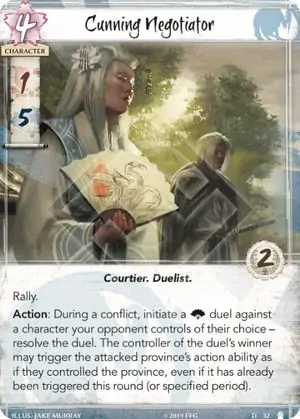 4
Cunning Negotiator
CHARACTER
1
5
2
Courtier. Duelist.
Rally.
Action: During a conflict, initiate a duel against
a character your opponent controls of their choice –
resolve the duel. The controller of the duel's winner
may trigger the attacked province's action ability as
if they controlled the province, even if it has already
been triggered this round (or specified period).
ILLUS. JAKE MURRAY
©2019 FFG
32